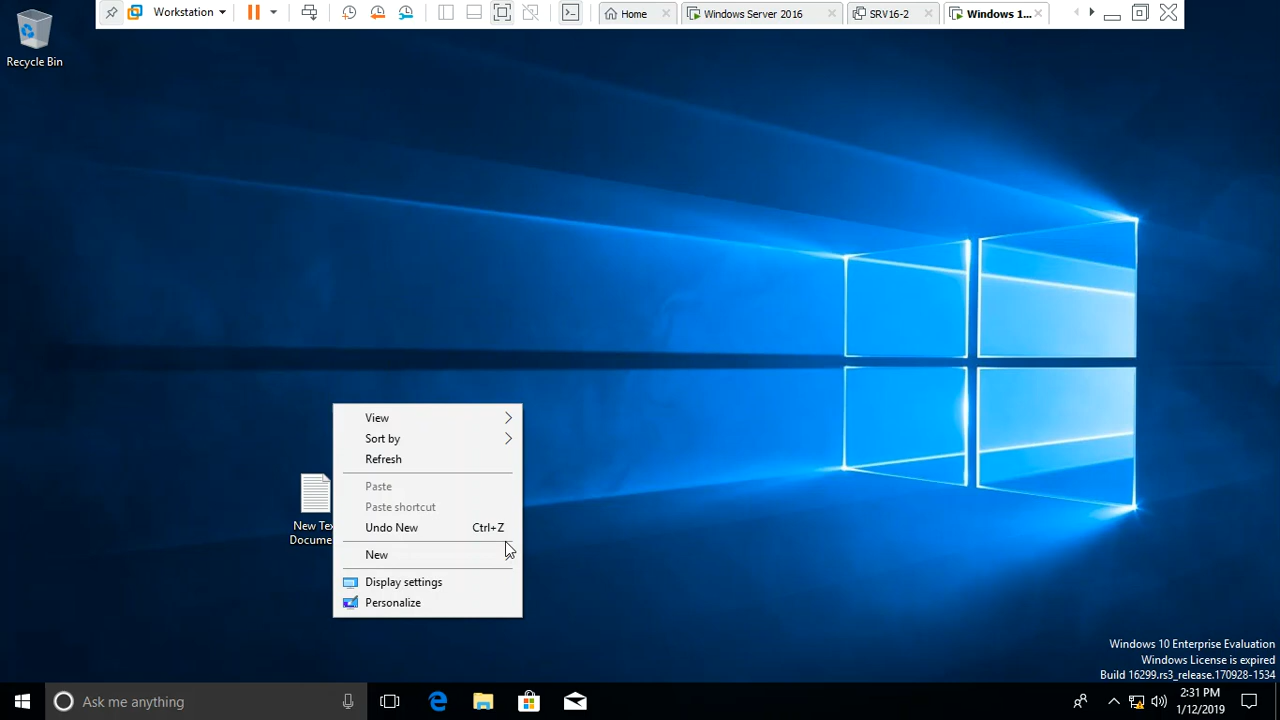 Workstation
Home
Windows Server 2016
SRV16-2
Windows 1...
Recycle Bin
View
Sort by
Refresh
Paste
Paste shortcut
Undo New Ctrl+Z
New
Display settings
Personalize
New
Windows 10 Enterprise Evaluation
Windows License is expired
Build 16299.rs3_release.170928-1534
Ask me anything
2:31 PM
1/12/2019